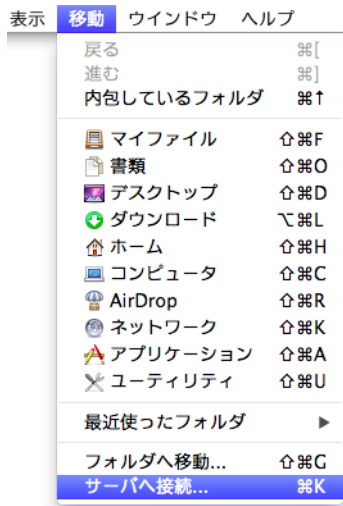 表示 移動 ウインドウ ヘルプ
戻る ⌘[
進む ⌘]
内包しているフォルダ ⌘↑
マイファイル ⇧⌘F
書類 ⇧⌘O
デスクトップ ⇧⌘D
ダウンロード ⌥⌘L
ホーム ⇧⌘H
コンピュータ ⇧⌘C
AirDrop ⇧⌘R
ネットワーク ⇧⌘K
アプリケーション ⇧⌘A
ユーティリティ ⇧⌘U
最近使ったフォルダ ▶
フォルダへ移動... ⇧⌘G
サーバへ接続... ⌘K